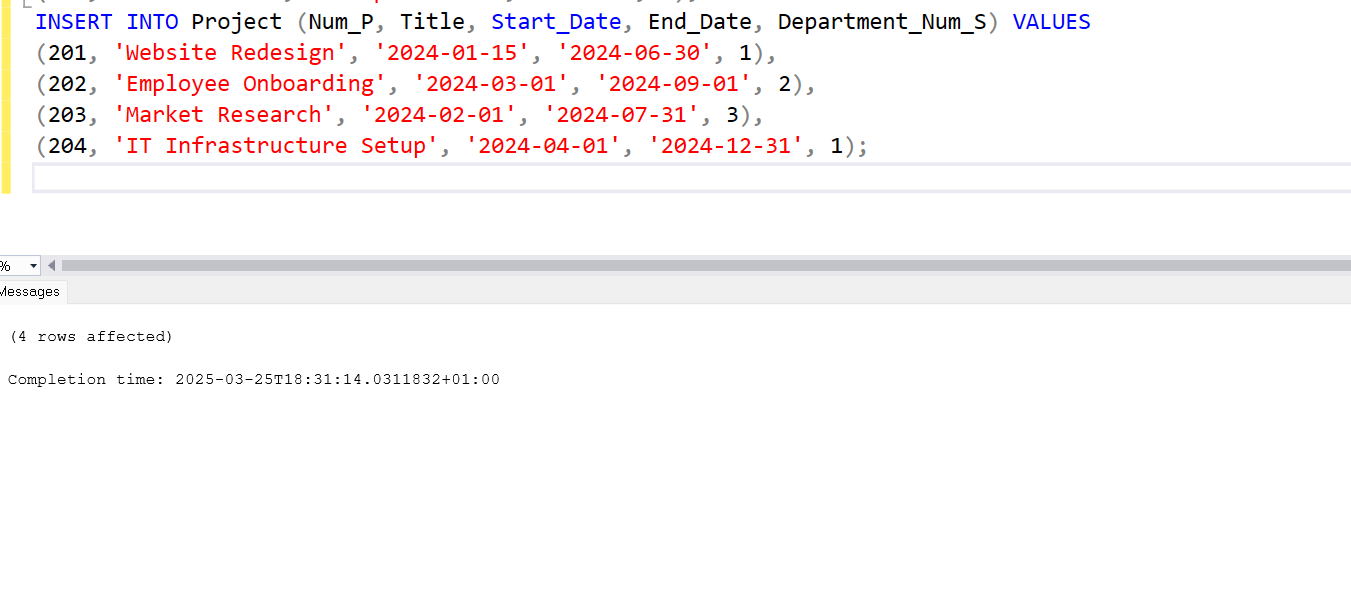 INSERT INTO Project (Num_P, Title, Start_Date, End_Date, Department_Num_S) VALUES
(201, 'Website Redesign', '2024-01-15', '2024-06-30', 1),
(202, 'Employee Onboarding', '2024-03-01', '2024-09-01', 2),
(203, 'Market Research', '2024-02-01', '2024-07-31', 3),
(204, 'IT Infrastructure Setup', '2024-04-01', '2024-12-31', 1);
%
Messages
(4 rows affected)
Completion time: 2025-03-25T18:31:14.0311832+01:00